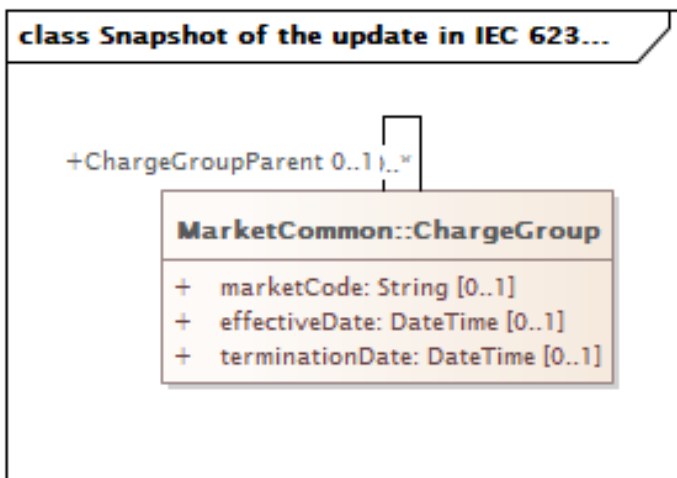 class Snapshot of the update in IEC 623...
+ChargeGroupParent 0..1 ..*
MarketCommon::ChargeGroup
+ marketCode: String [0..1]
+ effectiveDate: DateTime [0..1]
+ terminationDate: DateTime [0..1]